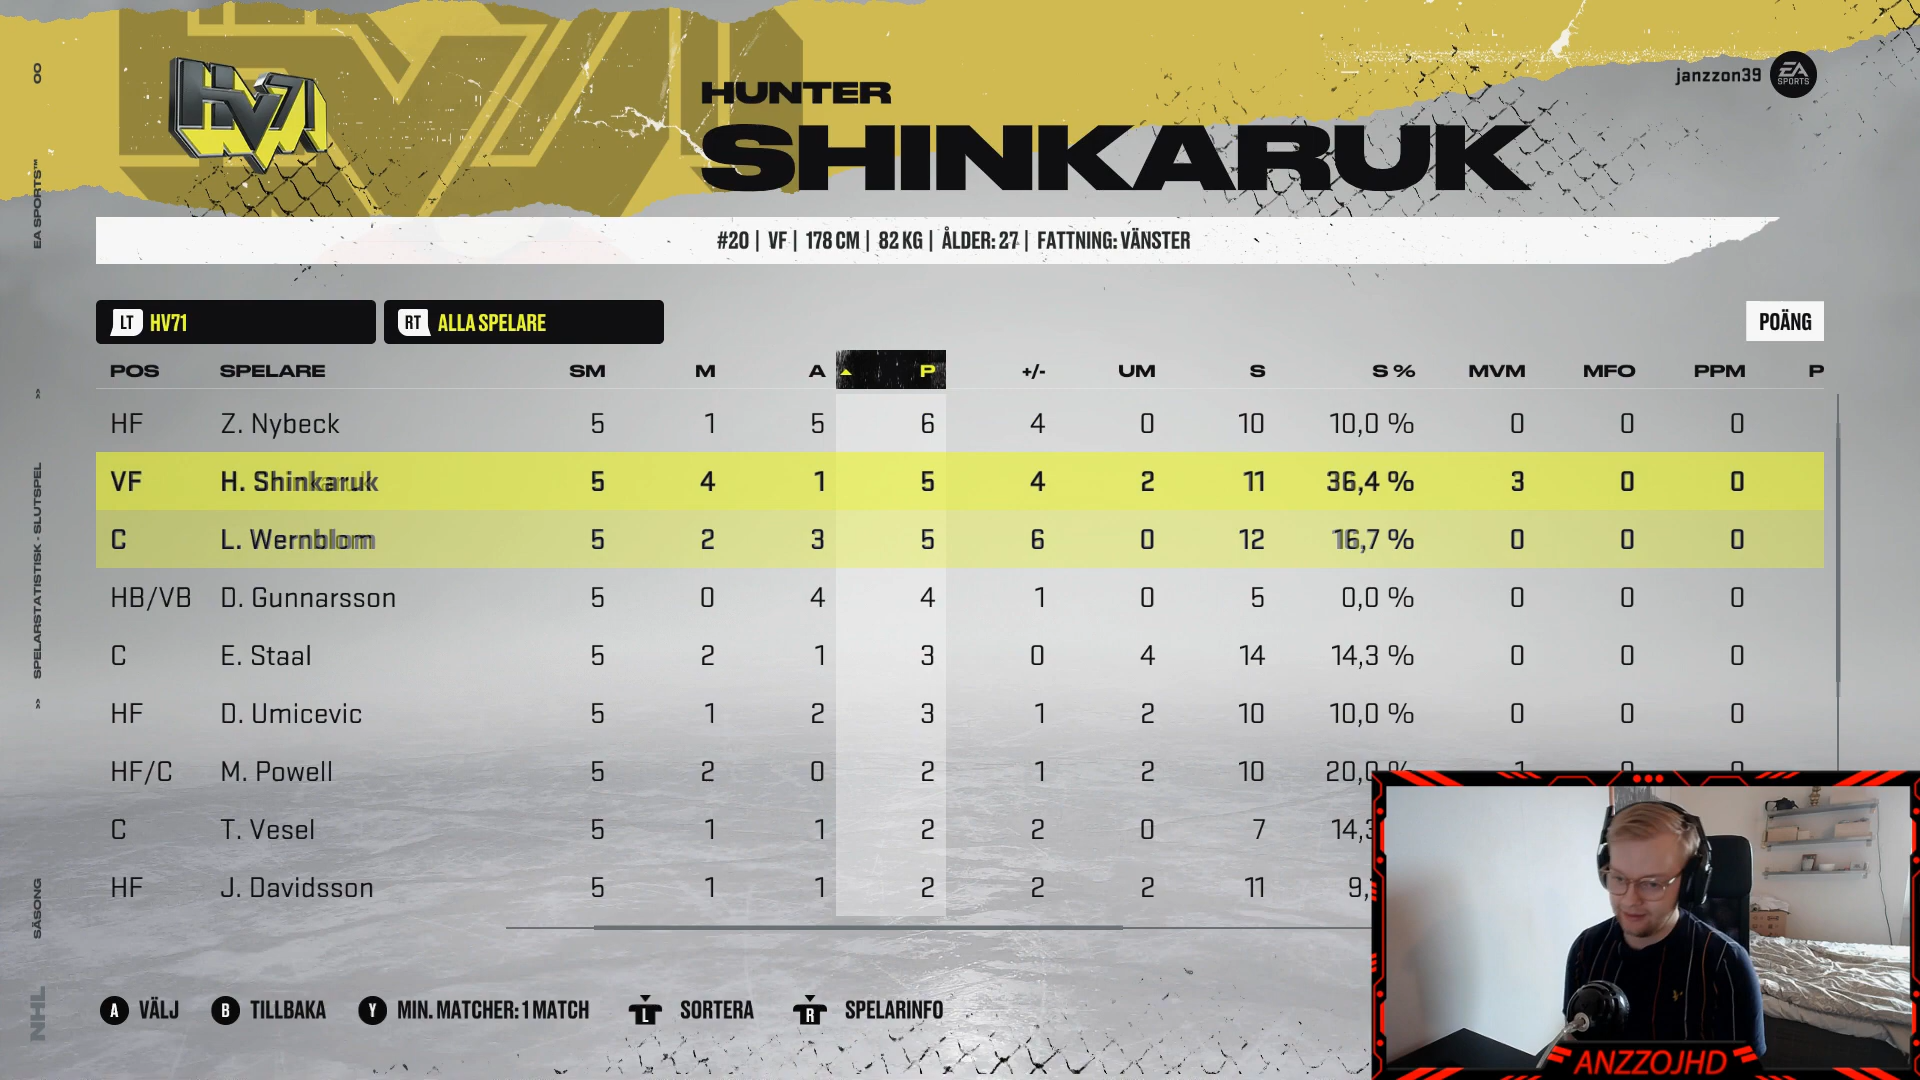 HV71
HUNTER
SHINKARUK
janzzon39
EA SPORTS
#20 | VF | 178 CM | 82 KG | ÅLDER: 27 | FATTNING: VÄNSTER
LT HV71
RT ALLA SPELARE
POÄNG
POS SPELARE SM M A P +/- UM S S % MVM MFO PPM P
HF Z. Nybeck 5 1 5 6 4 0 10 10,0 % 0 0 0
VF H. Shinkaruk 5 4 1 5 4 2 11 36,4 % 3 0 0
C L. Wernblom 5 2 3 5 6 0 12 16,7 % 0 0 0
HB/VB D. Gunnarsson 5 0 4 4 1 0 5 0,0 % 0 0 0
C E. Staal 5 2 1 3 0 4 14 14,3 % 0 0 0
HF D. Umicevic 5 1 2 3 1 2 10 10,0 % 0 0 0
HF/C M. Powell 5 2 0 2 1 2 10 20,0 %
C T. Vesel 5 1 1 2 2 0 7 14,3
HF J. Davidsson 5 1 1 2 2 2 11 9,
A VÄLJ B TILLBAKA Y MIN. MATCHER: 1 MATCH L SORTERA R SPELARINFO
NHL SÄSONG >> SPELARSTATISTISK - SLUTSPEL >> EA SPORTS™
ANZZOJHD